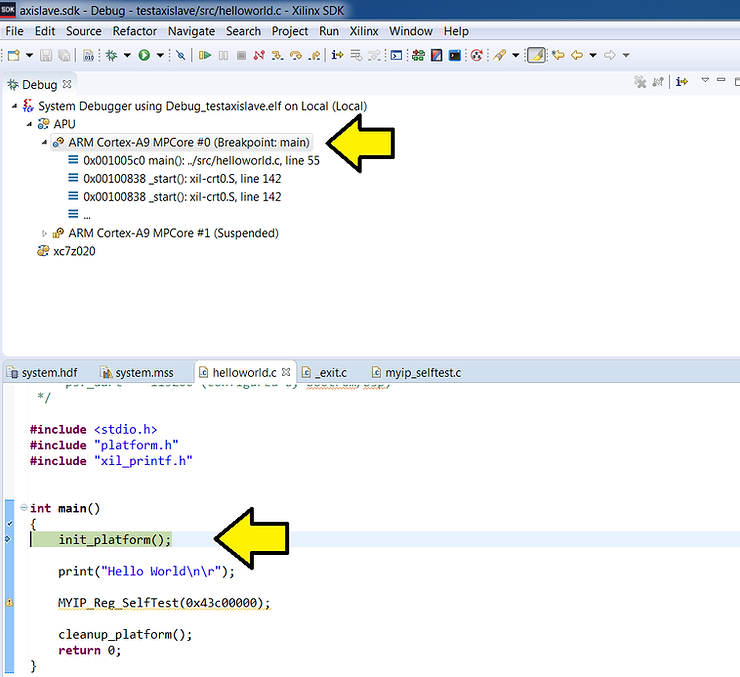 SDK axislave.sdk - Debug - testaxislave/src/helloworld.c - Xilinx SDK
File Edit Source Refactor Navigate Search Project Run Xilinx Window Help
Debug
System Debugger using Debug_testaxislave.elf on Local (Local)
APU
ARM Cortex-A9 MPCore #0 (Breakpoint: main)
0x001005c0 main(): ../src/helloworld.c, line 55
0x00100838 _start(): xil-crt0.S, line 142
0x00100838 _start(): xil-crt0.S, line 142
...
ARM Cortex-A9 MPCore #1 (Suspended)
xc7z020
system.hdf system.mss helloworld.c _exit.c myip_selftest.c
*/
#include <stdio.h>
#include "platform.h"
#include "xil_printf.h"
int main()
{
init_platform();
print("Hello World\n\r");
MYIP_Reg_SelfTest(0x43c00000);
cleanup_platform();
return 0;
}